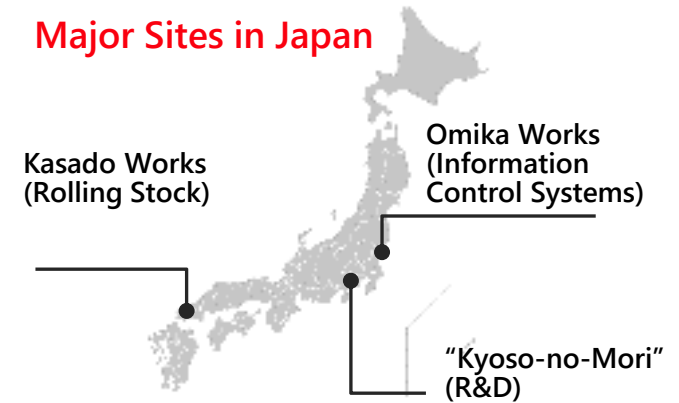 Major Sites in Japan
Kasado Works
(Rolling Stock)
Omika Works
(Information
Control Systems)
“Kyoso-no-Mori”
(R&D)